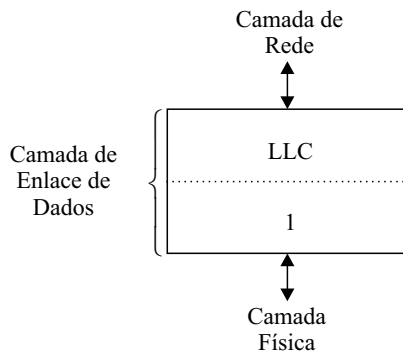 Camada de
Rede
LLC
Camada de
Enlace de
Dados
1
Camada
Física